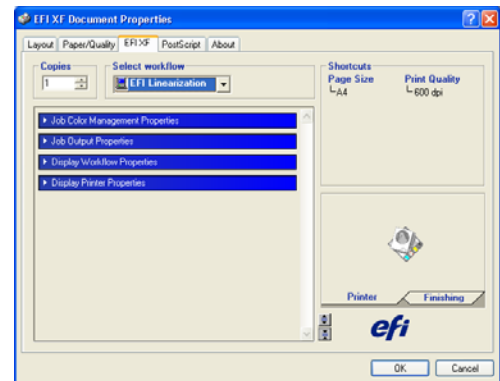 EFI XF Document Properties
Layout Paper/Quality EFI XF PostScript About
Copies
1
Select workflow
EFI Linearization
Job Color Management Properties
Job Output Properties
Display Workflow Properties
Display Printer Properties
Shortcuts
Page Size Print Quality
A4 600 dpi
Printer Finishing
efi
OK Cancel